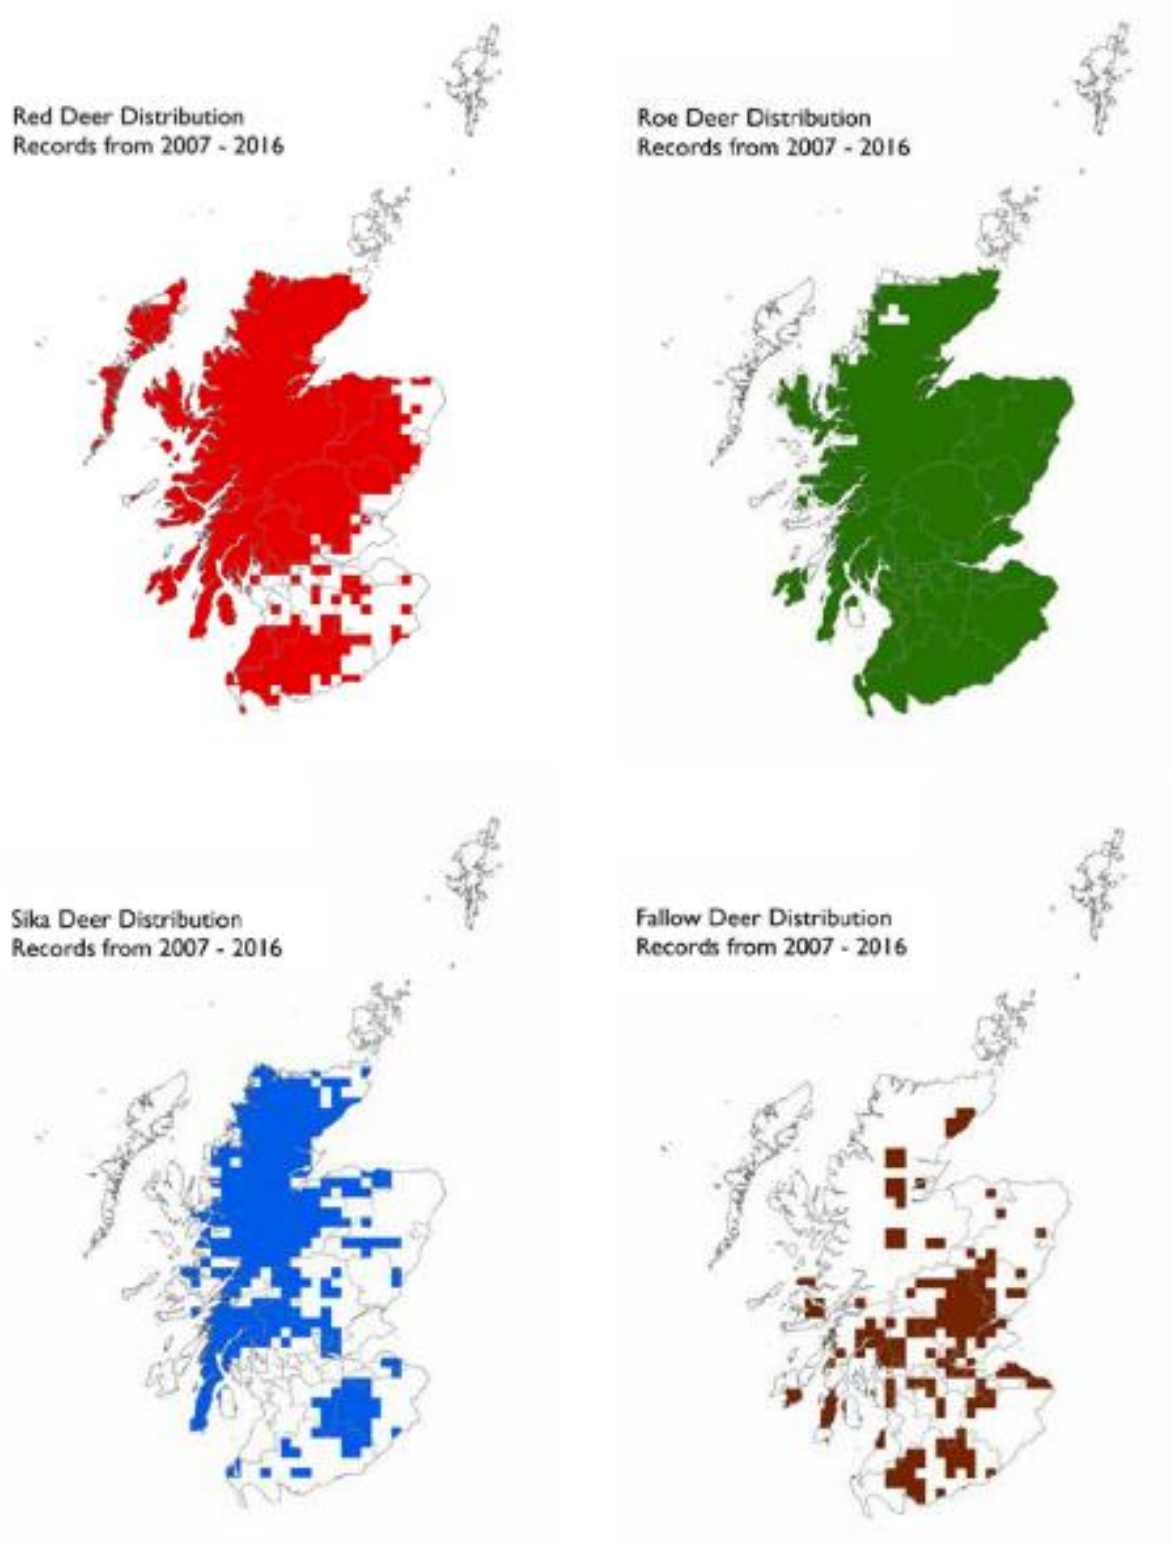 Red Deer Distribution
Records from 2007 - 2016
Roe Deer Distribution
Records from 2007 - 2016
Sika Deer Distribution
Records from 2007 - 2016
Fallow Deer Distribution
Records from 2007 - 2016